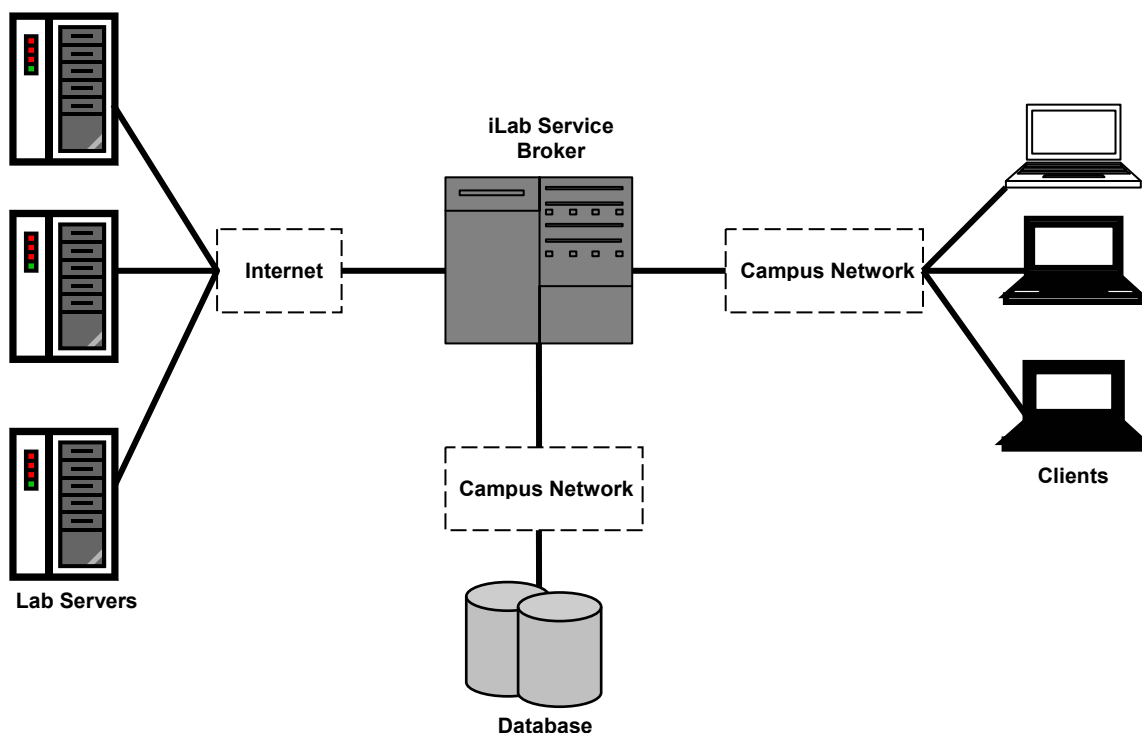 iLab Service
Broker
Internet
Campus Network
Campus Network
Clients
Lab Servers
Database